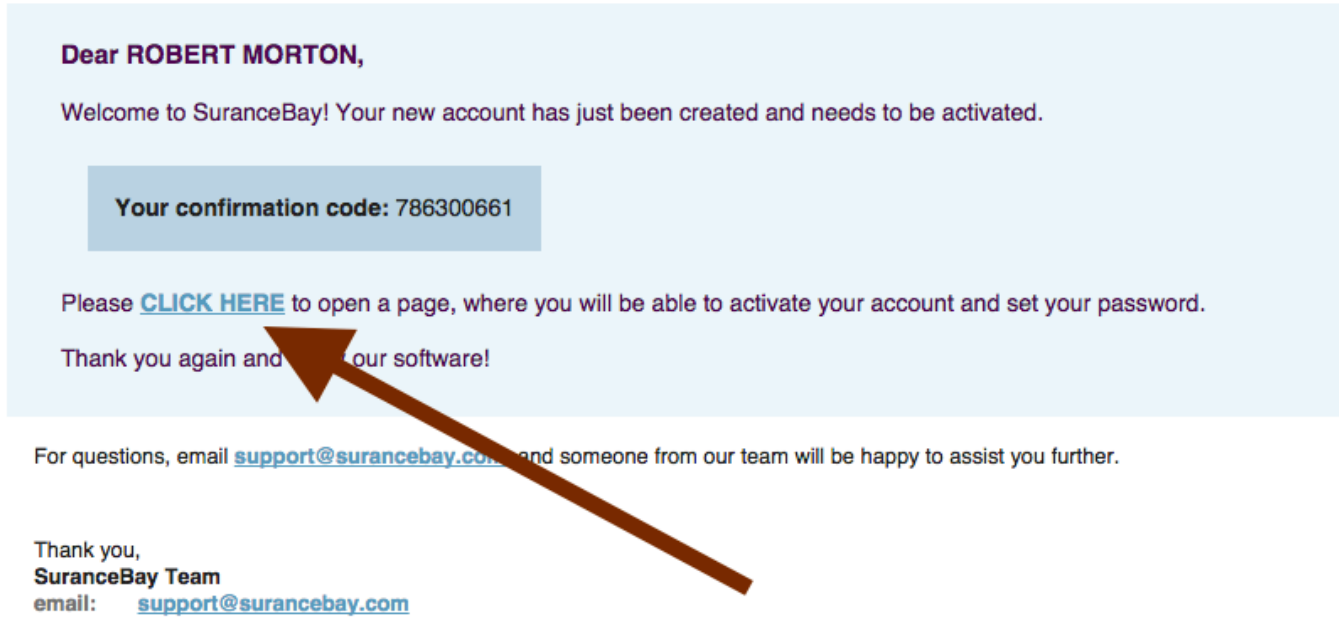 Dear ROBERT MORTON,
Welcome to SuranceBay! Your new account has just been created and needs to be activated.
Your confirmation code: 786300661
Please CLICK HERE to open a page, where you will be able to activate your account and set your password.
Thank you again and our software!
For questions, email support@surancebay.com and someone from our team will be happy to assist you further.
Thank you,
SuranceBay Team
email: support@surancebay.com